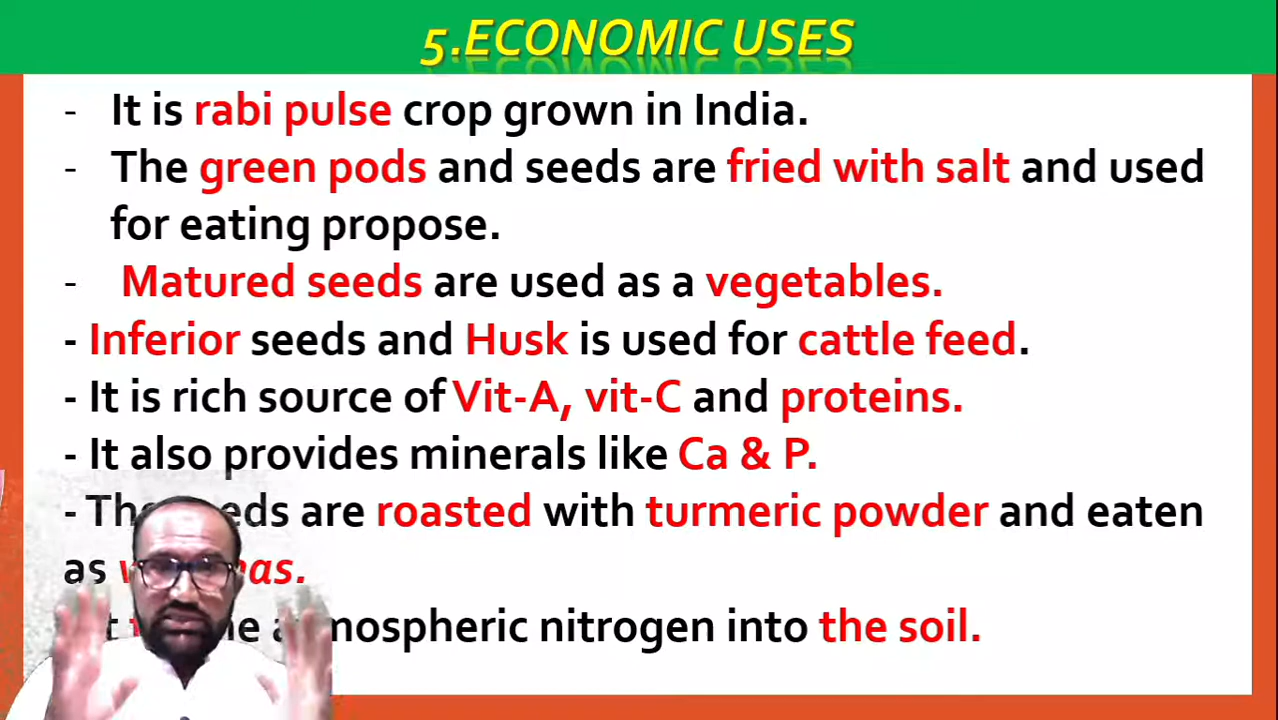 5.ECONOMIC USES
- It is rabi pulse crop grown in India.
- The green pods and seeds are fried with salt and used
for eating propose.
- Matured seeds are used as a vegetables.
- Inferior seeds and Husk is used for cattle feed.
- It is rich source of Vit-A, vit-C and proteins.
- It also provides minerals like Ca & P.
- are roasted with turmeric powder and eaten
as
nitrogen into the soil.